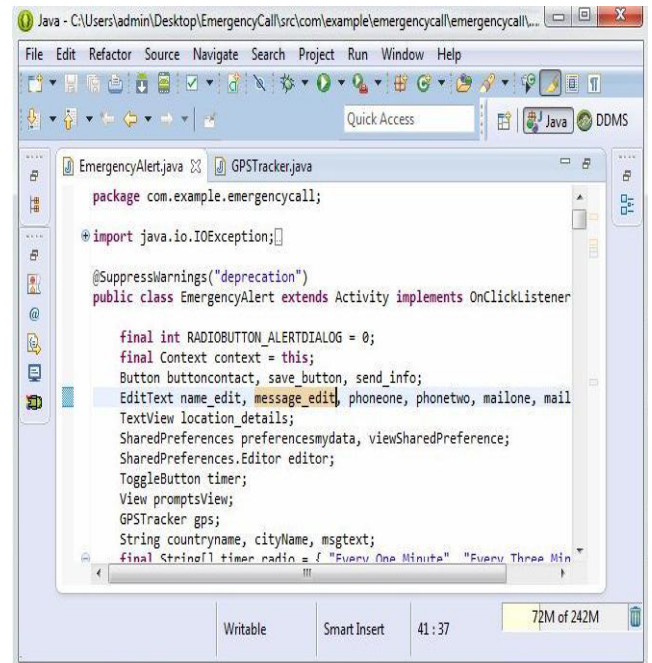 Java - C:\Users\admin\Desktop\EmergencyCall\src\com\example\emergencycall\emergencycall\...
File Edit Refactor Source Navigate Search Project Run Window Help
Quick Access
Java DDMS
EmergencyAlert.java GPSTracker.java
package com.example.emergencycall;
import java.io.IOException;
@SuppressWarnings("deprecation")
public class EmergencyAlert extends Activity implements OnClickListener
final int RADIOBUTTON_ALERTDIALOG = 0;
final Context context = this;
Button buttoncontact, save_button, send_info;
EditText name_edit, message_edit, phoneone, phonetwo, mailone, mail
TextView location_details;
SharedPreferences preferencesmydata, viewSharedPreference;
SharedPreferences.Editor editor;
ToggleButton timer;
View promptsView;
GPSTracker gps;
String countryname, cityName, msgtext;
final String[] timer_radio = { "Every One Minute", "Every Three Min
Writable Smart Insert 41 : 37 72M of 242M